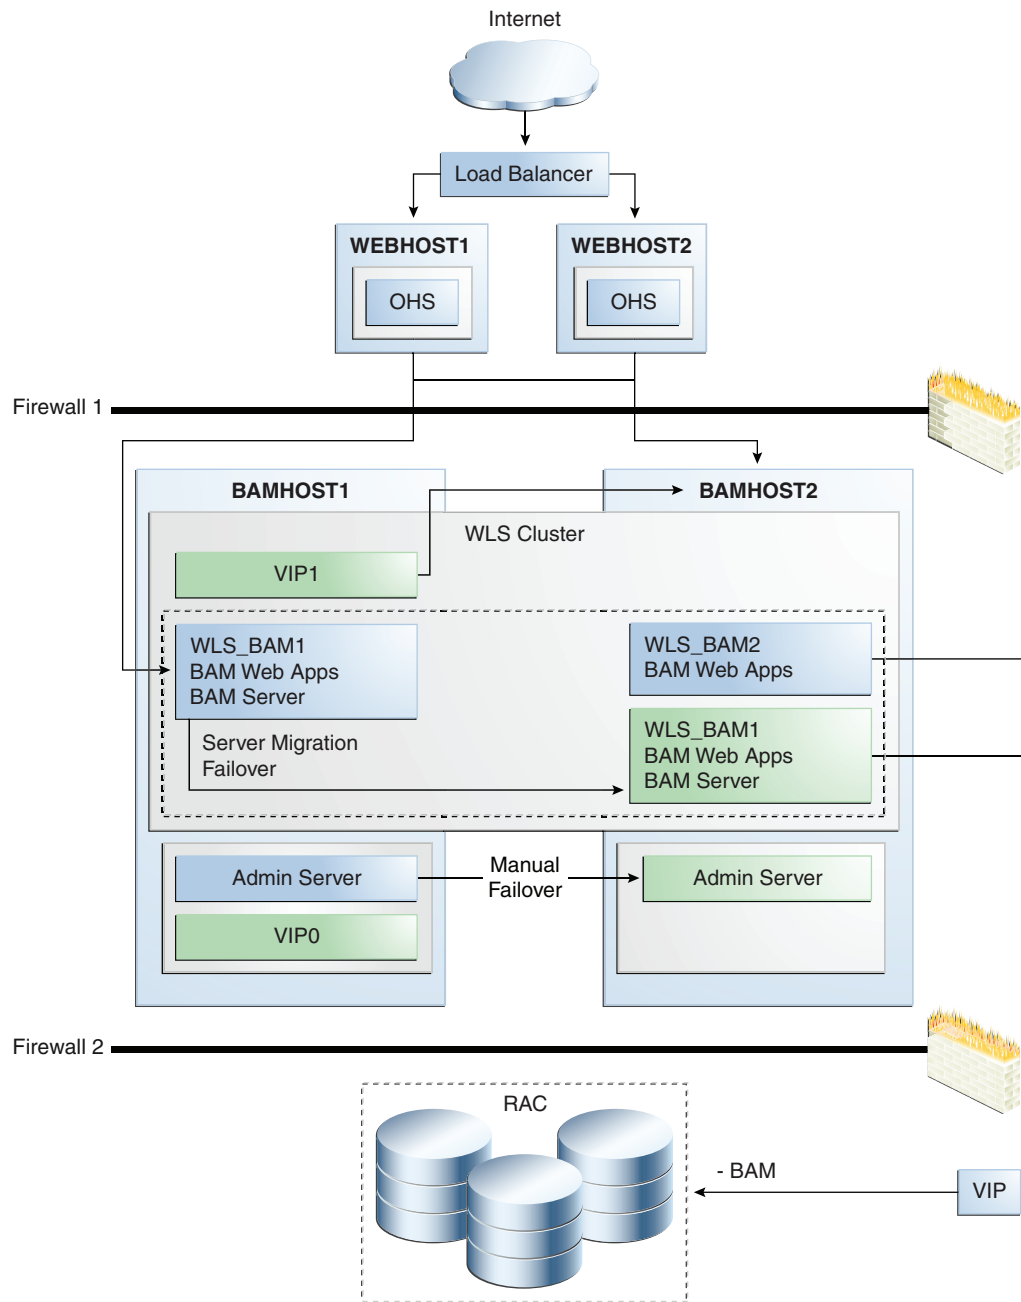 Internet
Load Balancer
WEBHOST1
WEBHOST2
OHS
OHS
Firewall 1
BAMHOST1
BAMHOST2
WLS Cluster
VIP1
WLS_BAM1
BAM Web Apps
BAM Server
WLS_BAM2
BAM Web Apps
Server Migration
Failover
WLS_BAM1
BAM Web Apps
BAM Server
Admin Server
Manual
Failover
Admin Server
VIP0
Firewall 2
RAC
- BAM
VIP